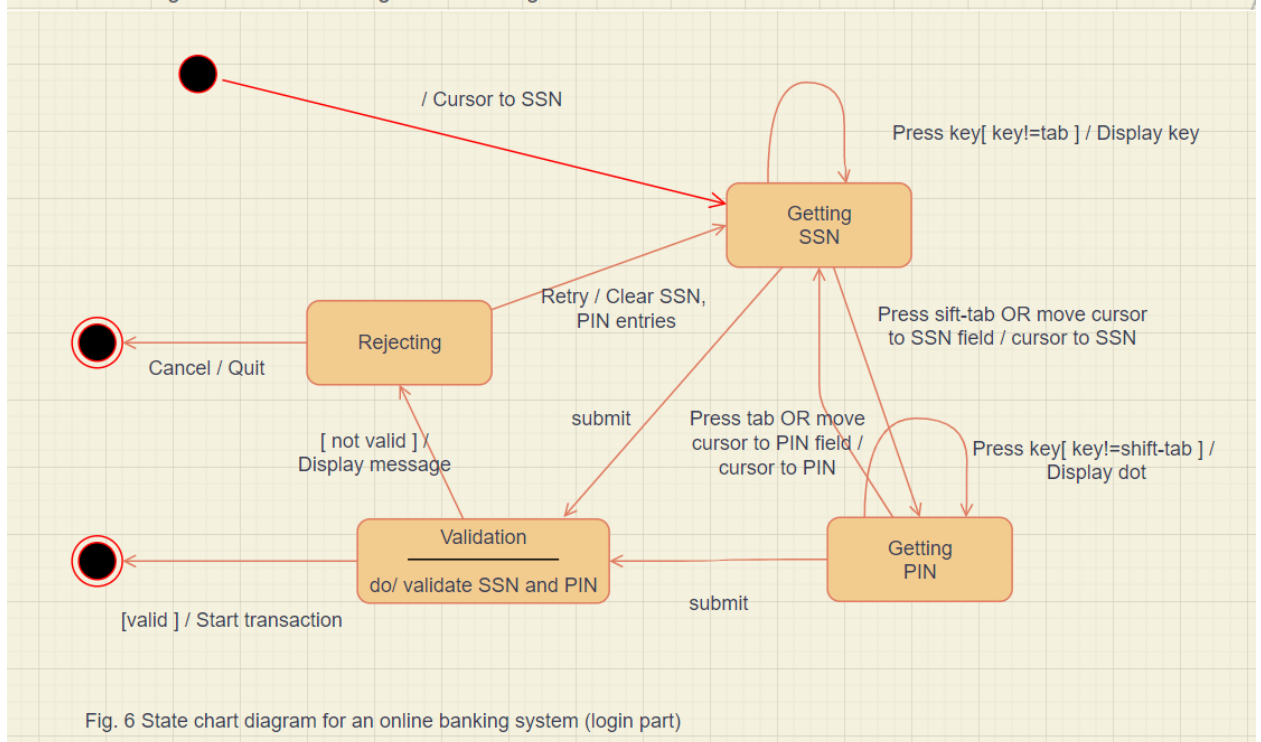 / Cursor to SSN
Press key[ key!=tab ] / Display key
Getting
SSN
Retry / Clear SSN,
PIN entries
Press sift-tab OR move cursor
to SSN field / cursor to SSN
Rejecting
Cancel / Quit
submit
Press tab OR move
cursor to PIN field /
cursor to PIN
[ not valid ] /
Display message
Press key[ key!=shift-tab ] /
Display dot
Validation
do/ validate SSN and PIN
Getting
PIN
submit
[valid ] / Start transaction
Fig. 6 State chart diagram for an online banking system (login part)